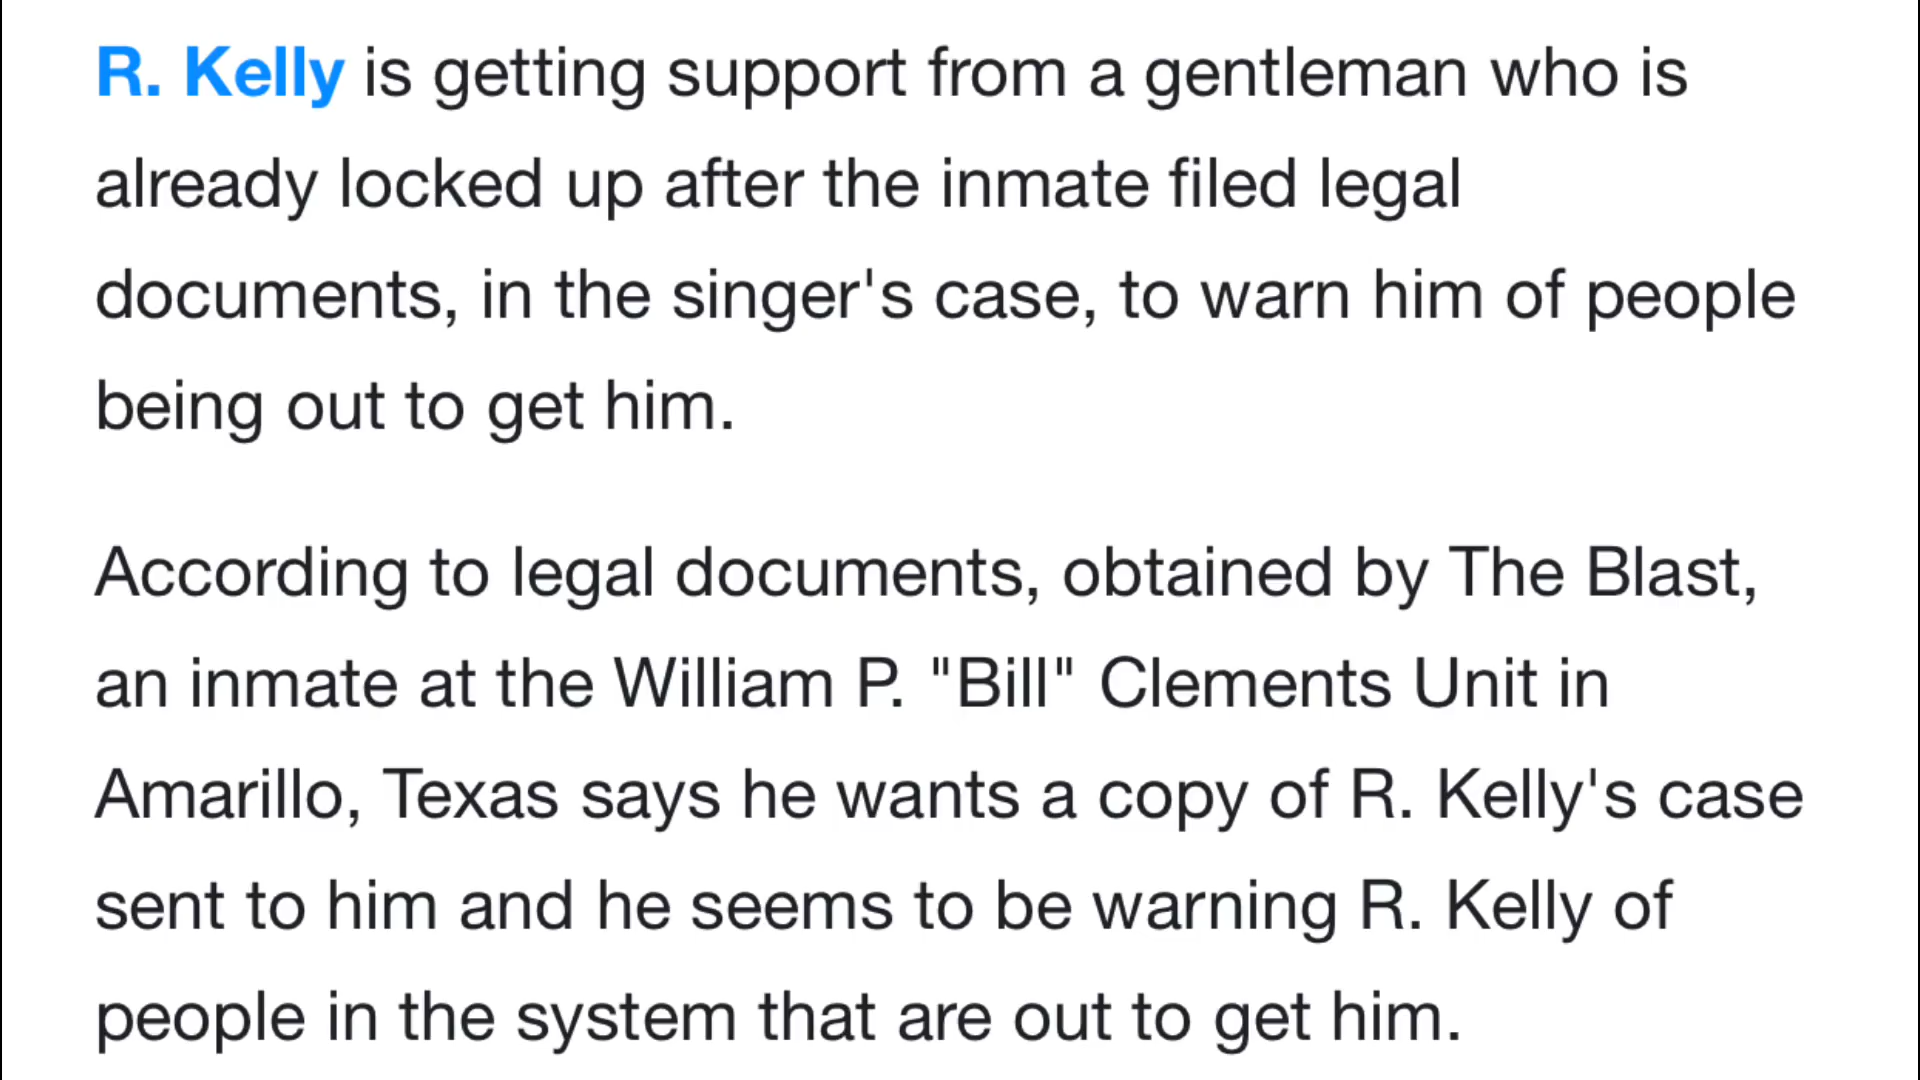 R. Kelly is getting support from a gentleman who is
already locked up after the inmate filed legal
documents, in the singer's case, to warn him of people
being out to get him.
According to legal documents, obtained by The Blast,
an inmate at the William P. "Bill" Clements Unit in
Amarillo, Texas says he wants a copy of R. Kelly's case
sent to him and he seems to be warning R. Kelly of
people in the system that are out to get him.